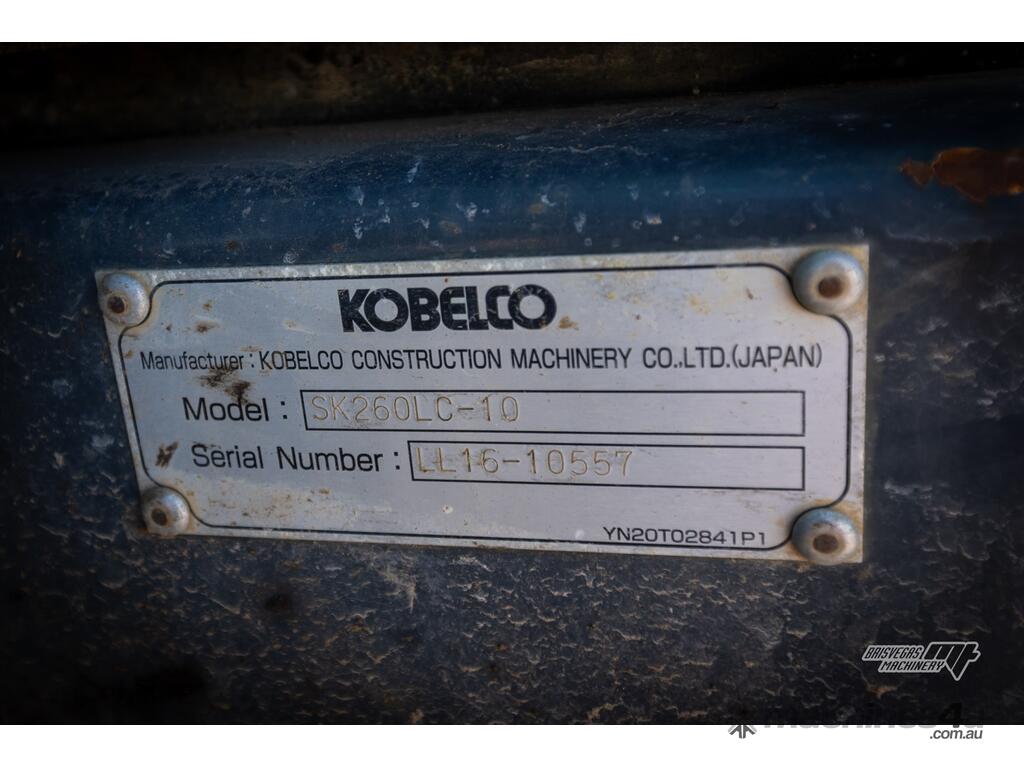 KOBELCO
Manufacturer : KOBELCO CONSTRUCTION MACHINERY CO.,LTD.(JAPAN)
Model : SK260LC-10
Serial Number : LL16-10557
YN20T02841P1
BRISVEGAS
MACHINERY
machines4u
.com.au